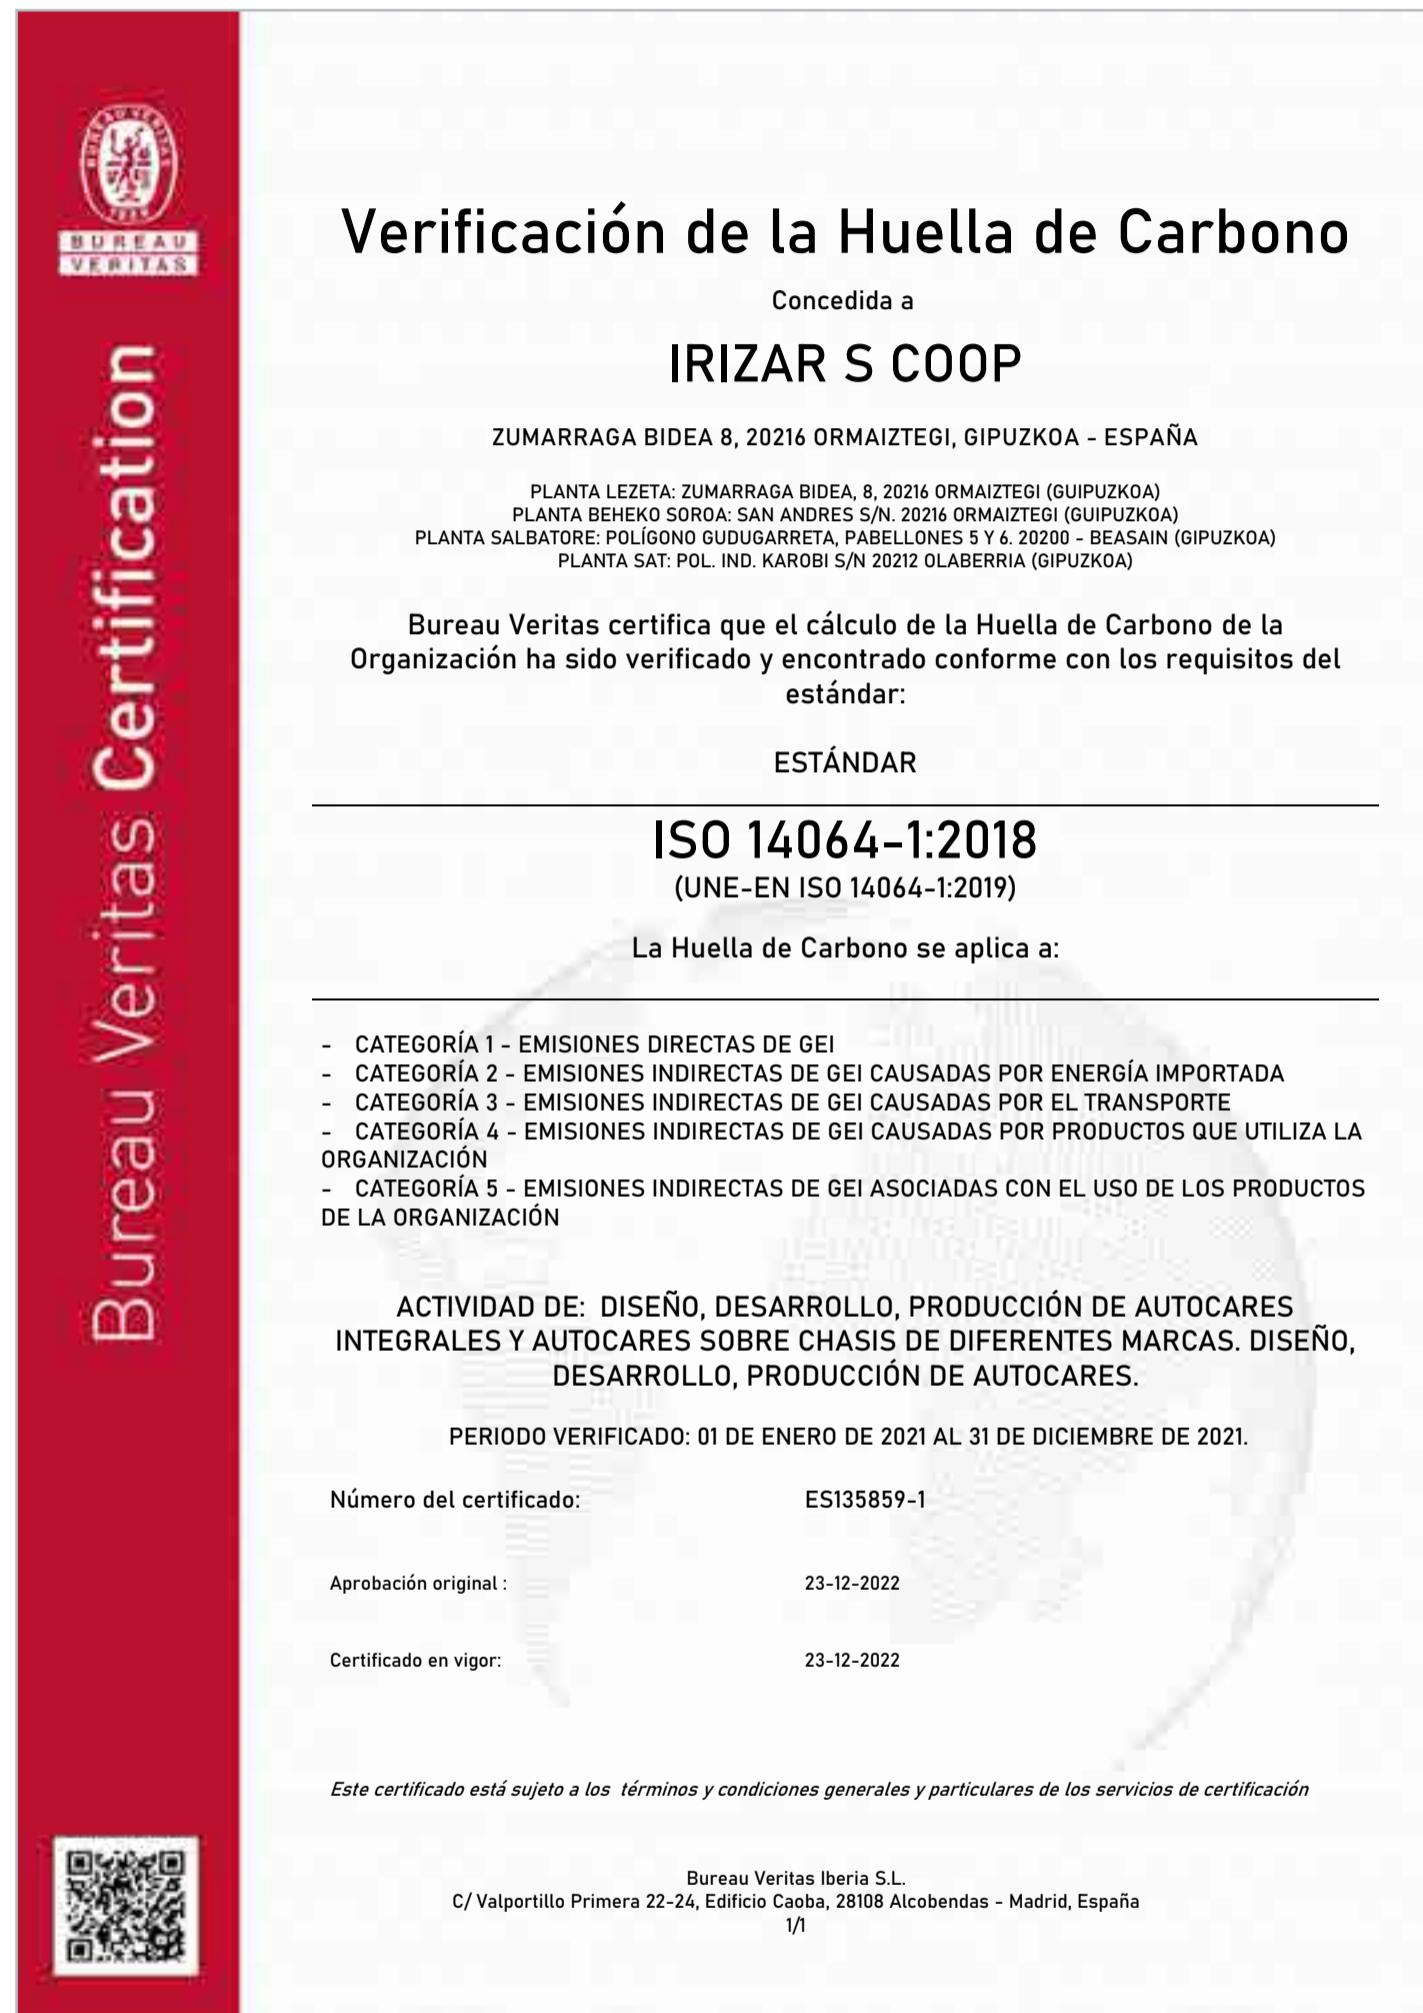 BUREAU VERITAS
1828
BUREAU
VERITAS
Bureau Veritas Certification
Verificación de la Huella de Carbono
Concedida a
IRIZAR S COOP
ZUMARRAGA BIDEA 8, 20216 ORMAIZTEGI, GIPUZKOA - ESPAÑA
PLANTA LEZETA: ZUMARRAGA BIDEA, 8, 20216 ORMAIZTEGI (GUIPUZKOA)
PLANTA BEHEKO SOROA: SAN ANDRES S/N. 20216 ORMAIZTEGI (GUIPUZKOA)
PLANTA SALBATORE: POLÍGONO GUDUGARRETA, PABELLONES 5 Y 6. 20200 - BEASAIN (GIPUZKOA)
PLANTA SAT: POL. IND. KAROBI S/N 20212 OLABERRIA (GIPUZKOA)
Bureau Veritas certifica que el cálculo de la Huella de Carbono de la
Organización ha sido verificado y encontrado conforme con los requisitos del
estándar:
ESTÁNDAR
ISO 14064-1:2018
(UNE-EN ISO 14064-1:2019)
La Huella de Carbono se aplica a:
- CATEGORÍA 1 - EMISIONES DIRECTAS DE GEI
- CATEGORÍA 2 - EMISIONES INDIRECTAS DE GEI CAUSADAS POR ENERGÍA IMPORTADA
- CATEGORÍA 3 - EMISIONES INDIRECTAS DE GEI CAUSADAS POR EL TRANSPORTE
- CATEGORÍA 4 - EMISIONES INDIRECTAS DE GEI CAUSADAS POR PRODUCTOS QUE UTILIZA LA
ORGANIZACIÓN
- CATEGORÍA 5 - EMISIONES INDIRECTAS DE GEI ASOCIADAS CON EL USO DE LOS PRODUCTOS
DE LA ORGANIZACIÓN
ACTIVIDAD DE: DISEÑO, DESARROLLO, PRODUCCIÓN DE AUTOCARES
INTEGRALES Y AUTOCARES SOBRE CHASIS DE DIFERENTES MARCAS. DISEÑO,
DESARROLLO, PRODUCCIÓN DE AUTOCARES.
PERIODO VERIFICADO: 01 DE ENERO DE 2021 AL 31 DE DICIEMBRE DE 2021.
Número del certificado: ES135859-1
Aprobación original : 23-12-2022
Certificado en vigor: 23-12-2022
Este certificado está sujeto a los términos y condiciones generales y particulares de los servicios de certificación
Bureau Veritas Iberia S.L.
C/ Valportillo Primera 22-24, Edificio Caoba, 28108 Alcobendas - Madrid, España
1/1